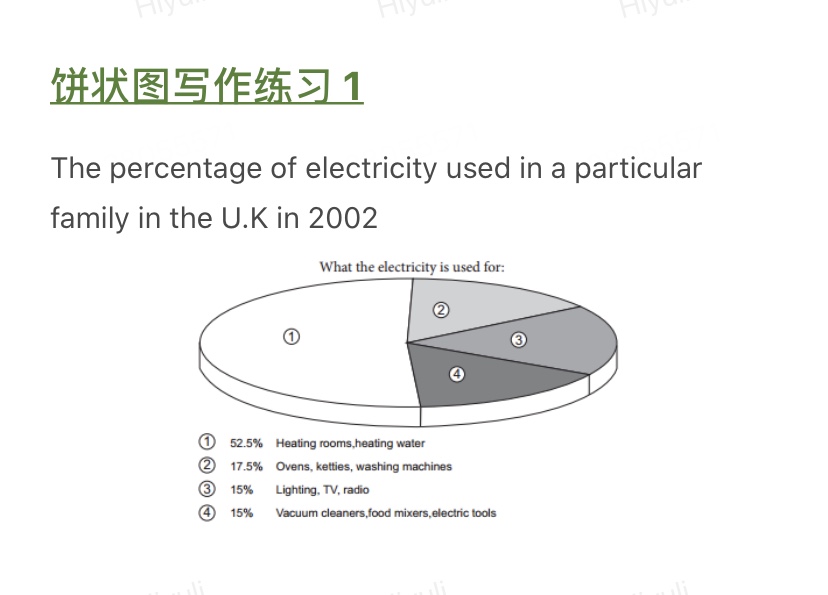 Hiyuli
饼状图写作练习 1
The percentage of electricity used in a particular
family in the U.K in 2002
What the electricity is used for:
②
①
③
④
① 52.5% Heating rooms,heating water
② 17.5% Ovens, ketties, washing machines
③ 15% Lighting, TV, radio
④ 15% Vacuum cleaners,food mixers,electric tools